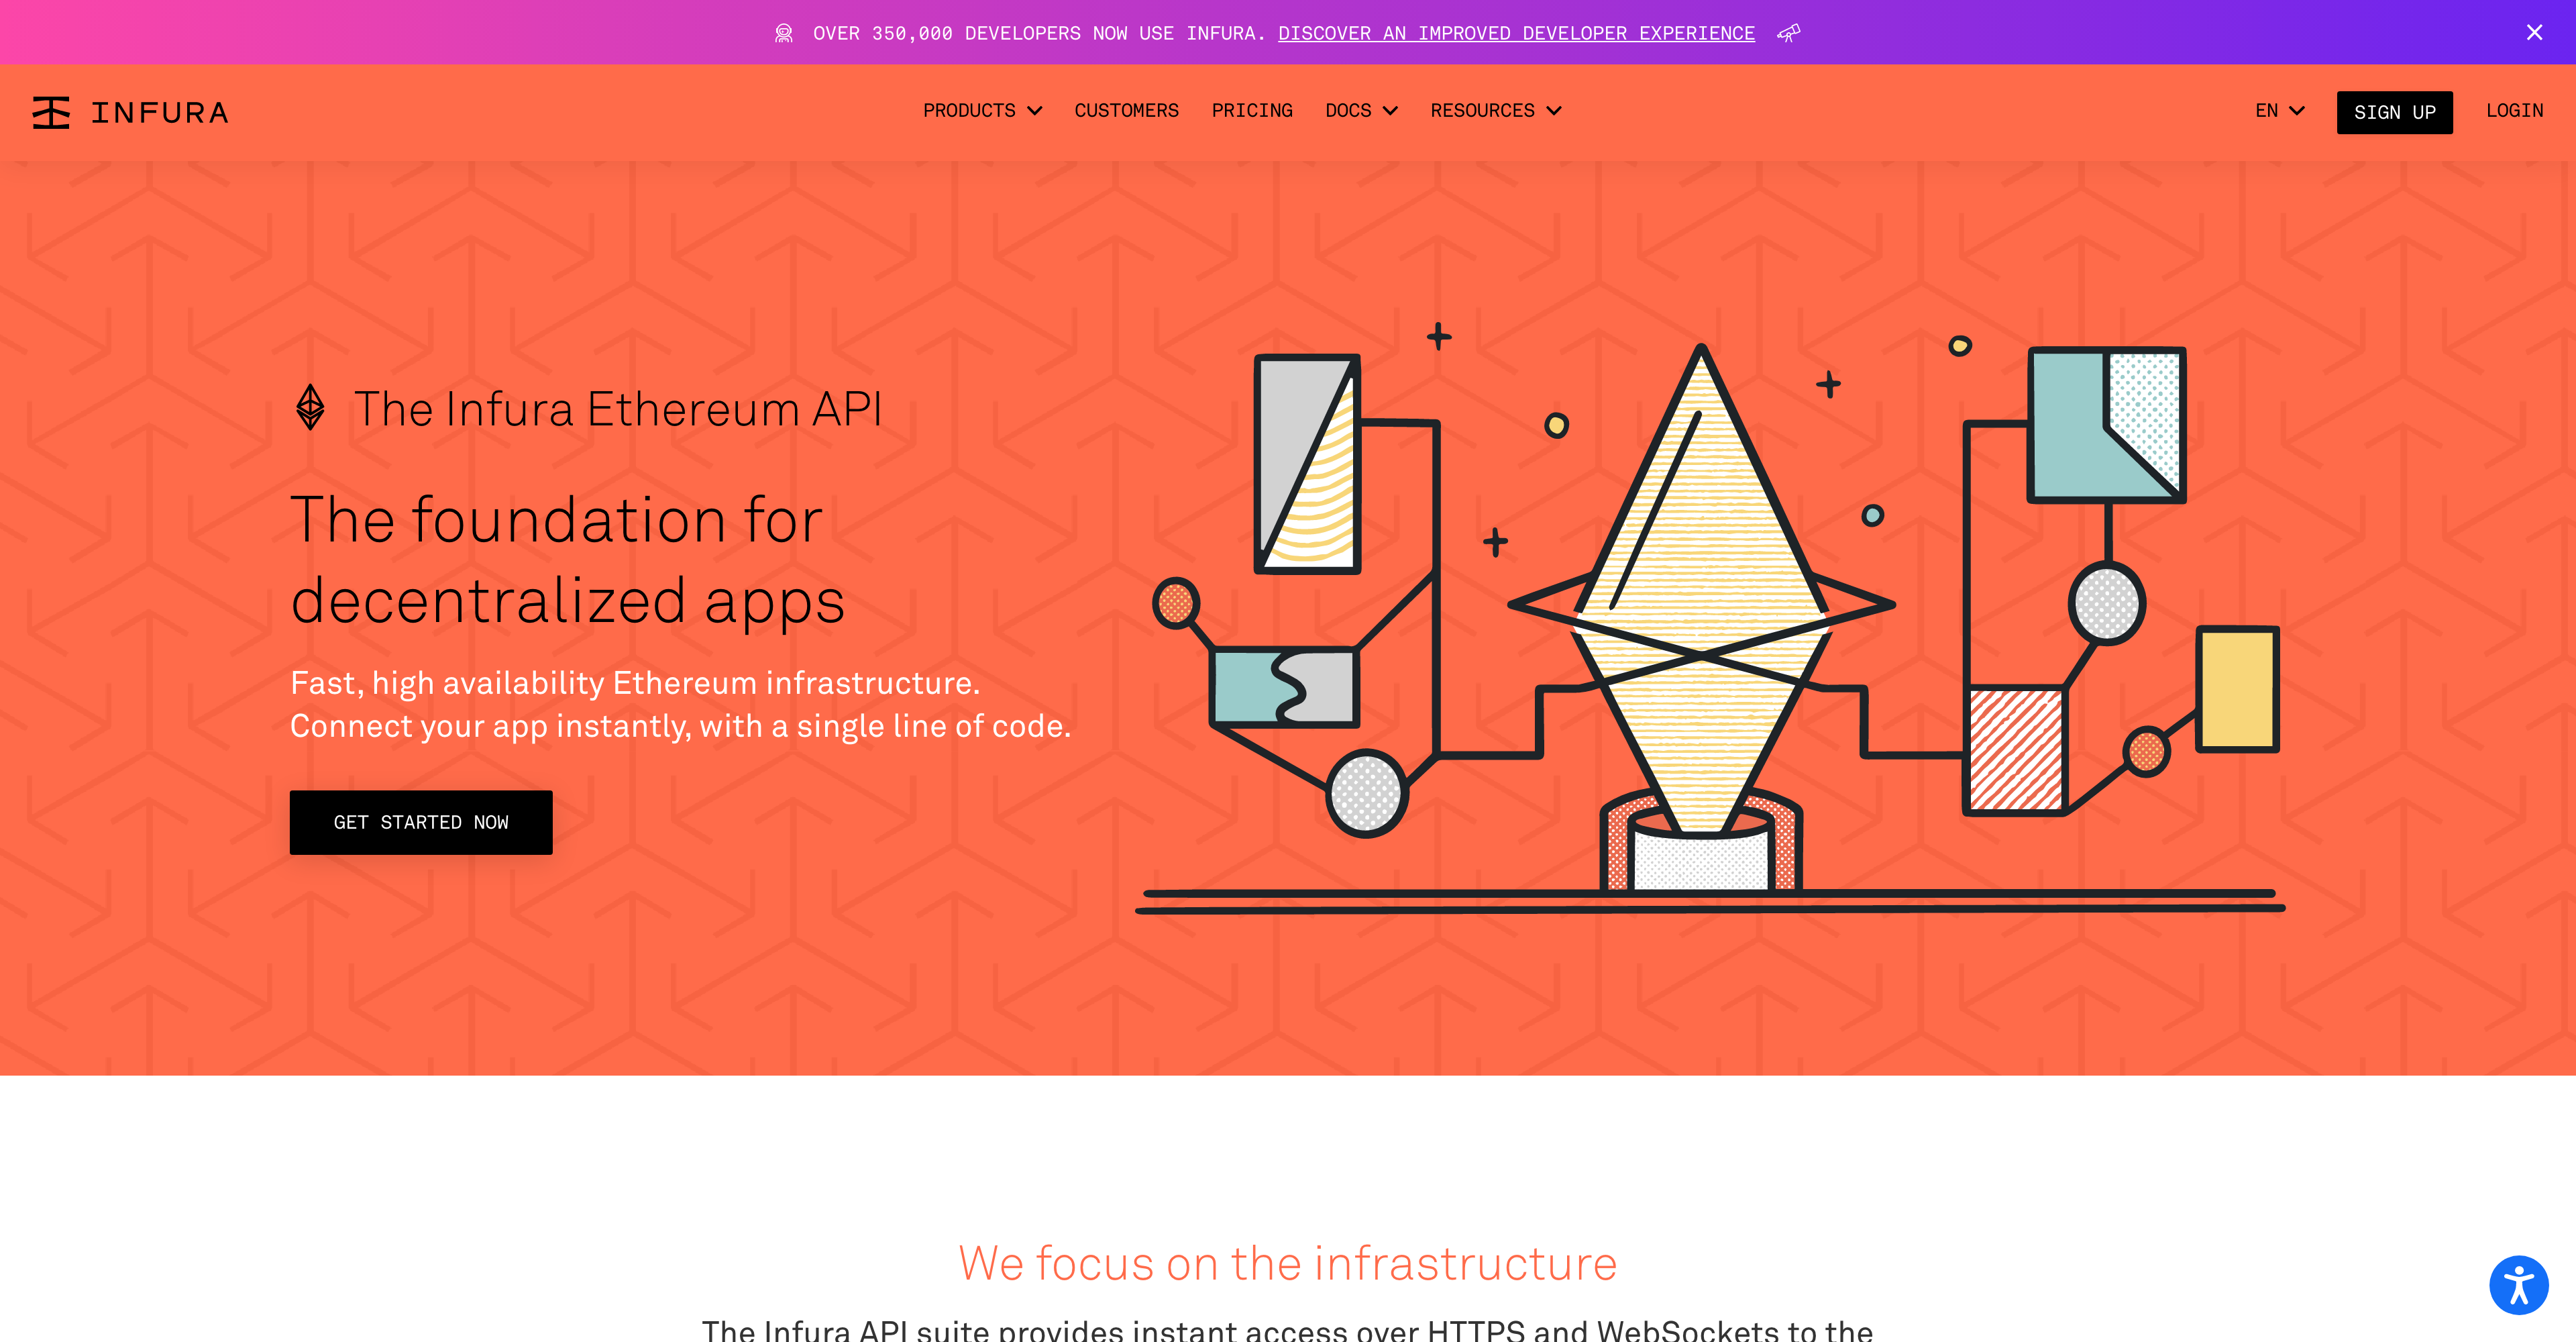 OVER 350,000 DEVELOPERS NOW USE INFURA. DISCOVER AN IMPROVED DEVELOPER EXPERIENCE
INFURA
PRODUCTS
CUSTOMERS
PRICING
DOCS
RESOURCES
EN
SIGN UP
LOGIN
The Infura Ethereum API
The foundation for
decentralized apps
Fast, high availability Ethereum infrastructure.
Connect your app instantly, with a single line of code.
GET STARTED NOW
We focus on the infrastructure
The Infura API suite provides instant access over HTTPS and WebSockets to the